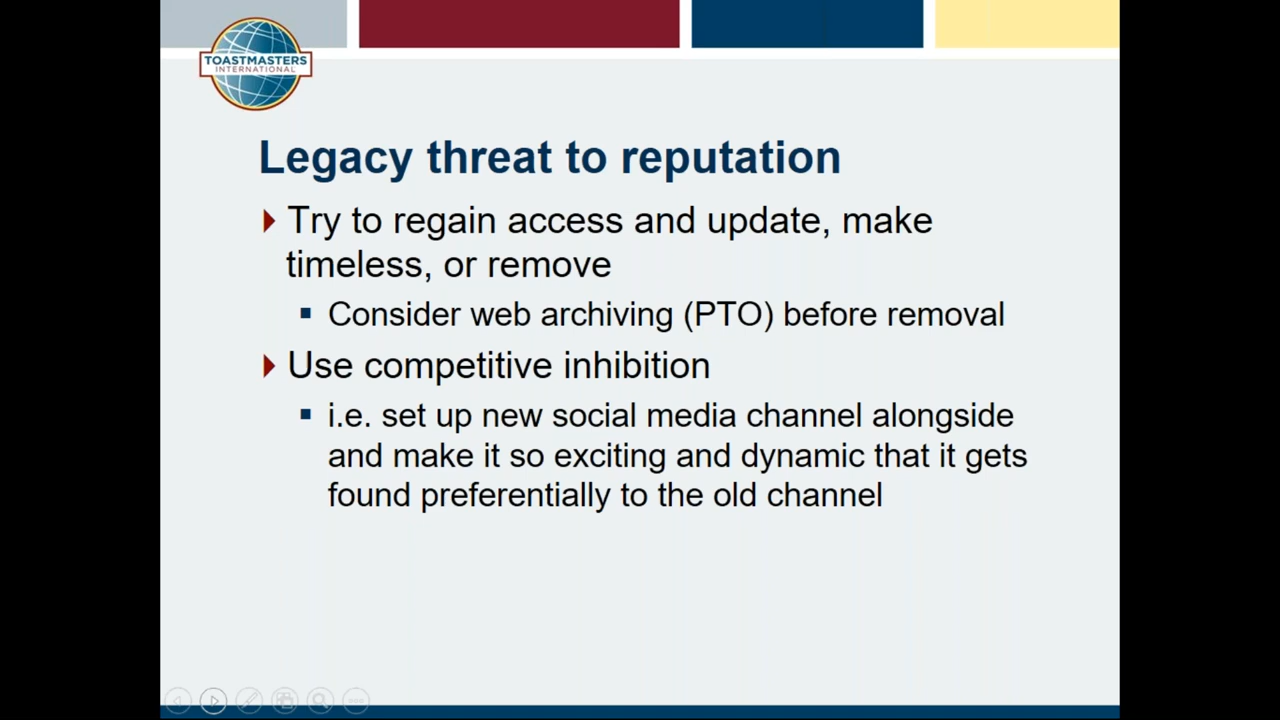 TOASTMASTERS
INTERNATIONAL
Legacy threat to reputation
Try to regain access and update, make
timeless, or remove
Consider web archiving (PTO) before removal
Use competitive inhibition
i.e. set up new social media channel alongside
and make it so exciting and dynamic that it gets
found preferentially to the old channel